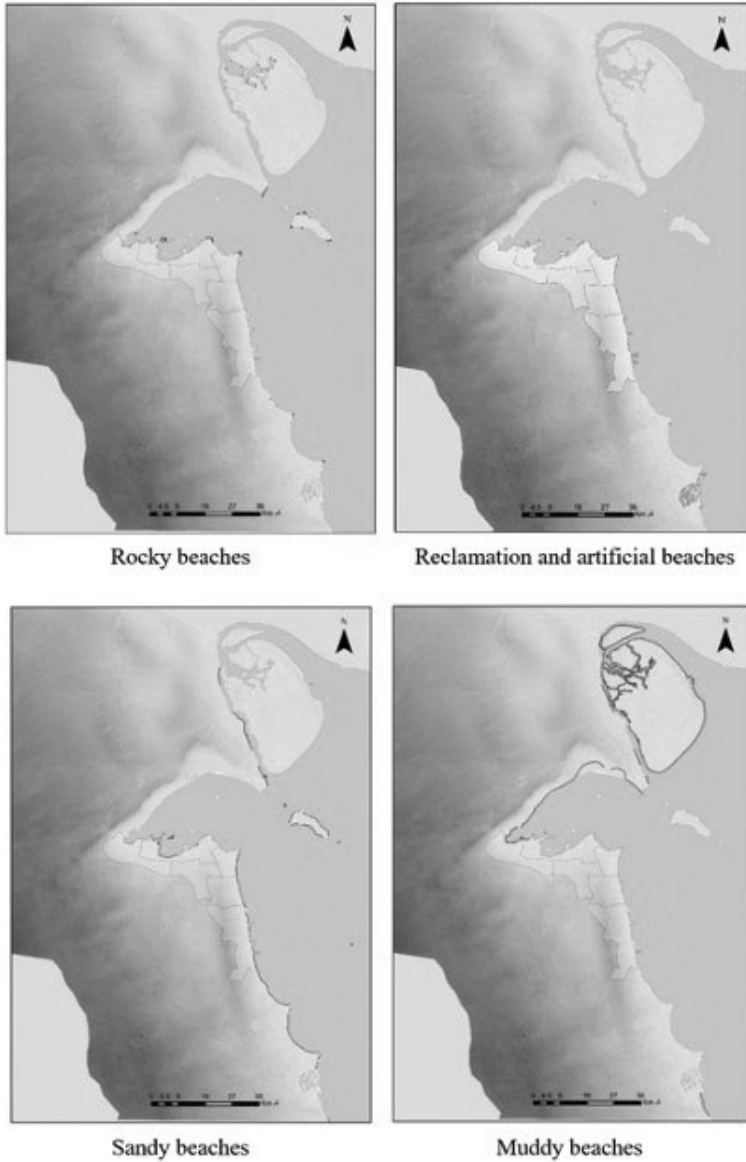 N
N
Rocky beaches
Reclamation and artificial beaches
N
N
Sandy beaches
Muddy beaches